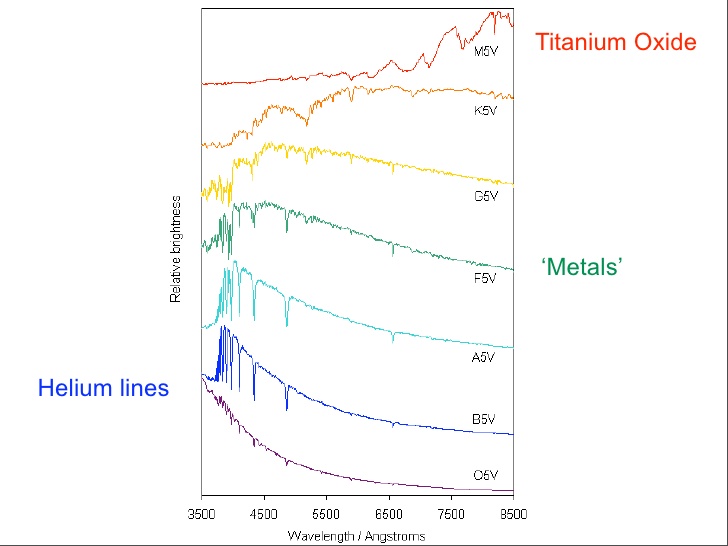 Titanium Oxide
M5V
K5V
G5V
‘Metals’
F5V
A5V
Helium lines
B5V
O5V
Relative brightness
3500 4500 5500 6500 7500 8500
Wavelength / Angstroms